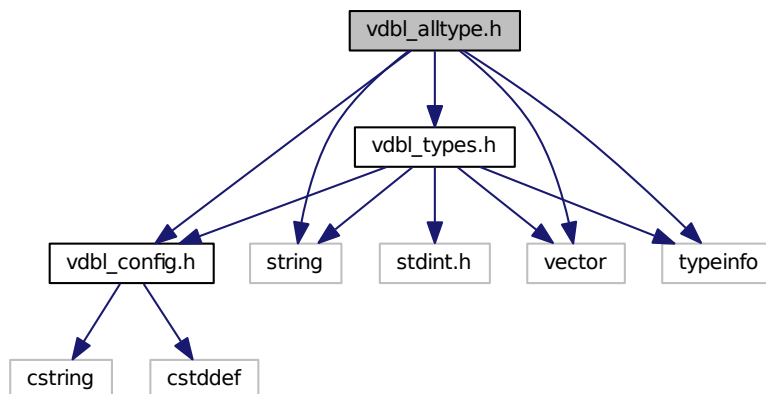 vdbl_alltype.h
vdbl_types.h
vdbl_config.h
string
stdint.h
vector
typeinfo
cstring
cstddef